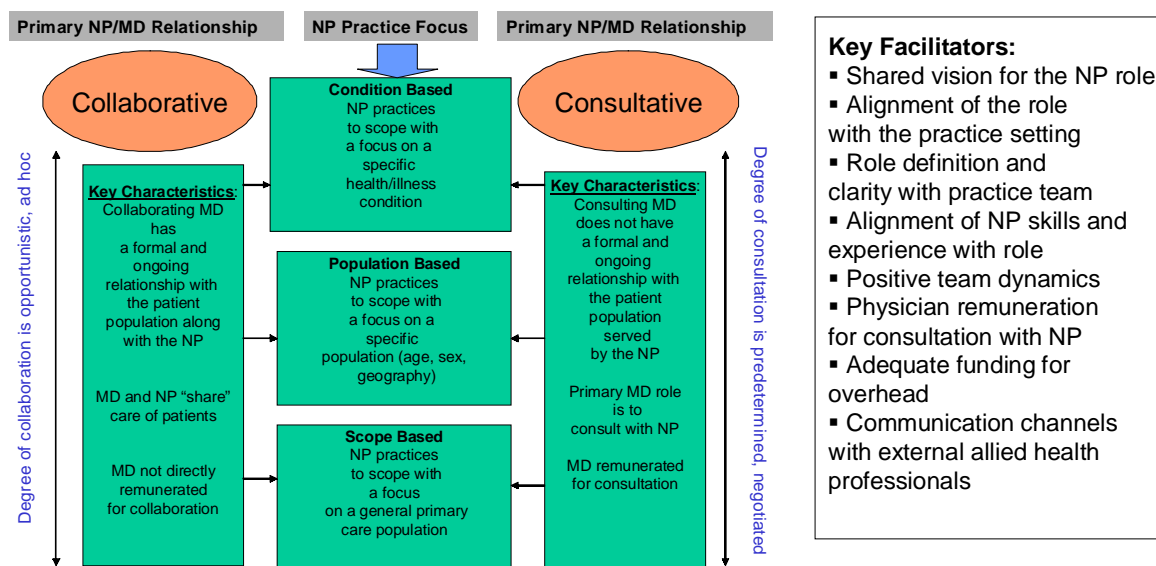 Primary NP/MD Relationship
NP Practice Focus
Primary NP/MD Relationship
Collaborative
Consultative
Degree of collaboration is opportunistic, ad hoc
Key Characteristics:
Collaborating MD
has
a formal and
ongoing
relationship with
the patient
population along
with the NP
MD and NP “share”
care of patients
MD not directly
remunerated
for collaboration
Condition Based
NP practices
to scope with
a focus on a
specific
health/illness
condition
Population Based
NP practices
to scope with
a focus on a
specific
population (age, sex,
geography)
Scope Based
NP practices
to scope with
a focus
on a general primary
care population
Key Characteristics:
Consulting MD
does not have
a formal and
ongoing
relationship with
the patient
population
served
by the NP
Primary MD role
is to
consult with NP
MD remunerated
for consultation
Degree of consultation is predetermined, negotiated
Key Facilitators:
▪ Shared vision for the NP role
▪ Alignment of the role
with the practice setting
▪ Role definition and
clarity with practice team
▪ Alignment of NP skills and
experience with role
▪ Positive team dynamics
▪ Physician remuneration
for consultation with NP
▪ Adequate funding for
overhead
▪ Communication channels
with external allied health
professionals